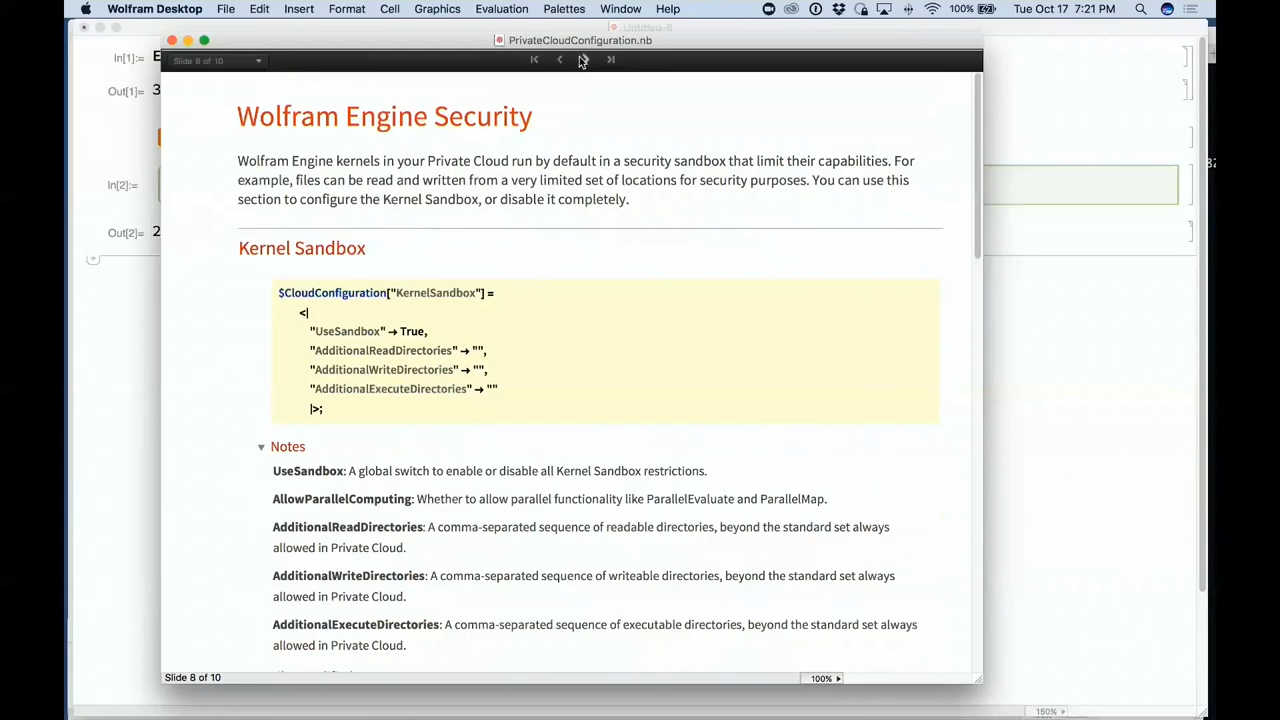 Wolfram Desktop File Edit Insert Format Cell Graphics Evaluation Palettes Window Help 100% Tue Oct 17 7:21 PM
Untitled-5
PrivateCloudConfiguration.nb
Slide 8 of 10
In[1]:= E
Out[1]= 3
In[2]:=
Out[2]= 2
Wolfram Engine Security
Wolfram Engine kernels in your Private Cloud run by default in a security sandbox that limit their capabilities. For
example, files can be read and written from a very limited set of locations for security purposes. You can use this
section to configure the Kernel Sandbox, or disable it completely.
Kernel Sandbox
$CloudConfiguration["KernelSandbox"] =
<|
"UseSandbox" → True,
"AdditionalReadDirectories" → "",
"AdditionalWriteDirectories" → "",
"AdditionalExecuteDirectories" → ""
|>;
Notes
UseSandbox: A global switch to enable or disable all Kernel Sandbox restrictions.
AllowParallelComputing: Whether to allow parallel functionality like ParallelEvaluate and ParallelMap.
AdditionalReadDirectories: A comma-separated sequence of readable directories, beyond the standard set always
allowed in Private Cloud.
AdditionalWriteDirectories: A comma-separated sequence of writeable directories, beyond the standard set always
allowed in Private Cloud.
AdditionalExecuteDirectories: A comma-separated sequence of executable directories, beyond the standard set always
allowed in Private Cloud.
Slide 8 of 10
100%
150%